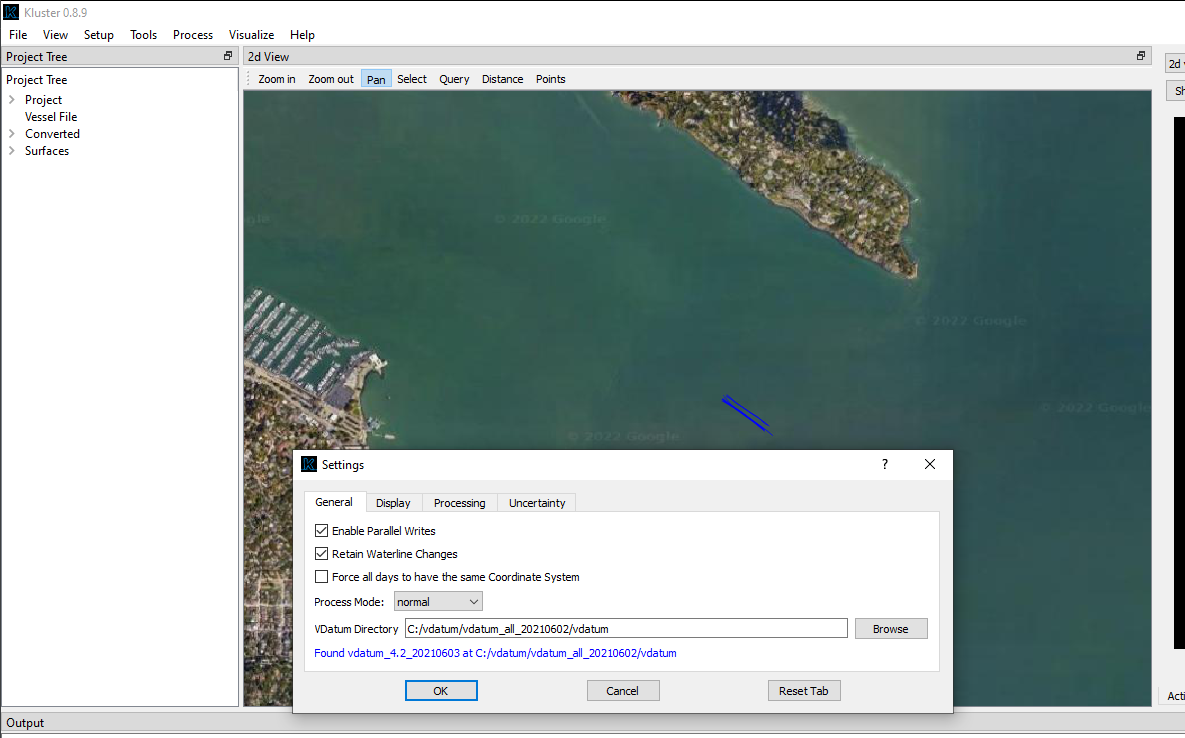 Kluster 0.8.9
File View Setup Tools Process Visualize Help
Project Tree
2d View
2d
Project Tree
Zoom in Zoom out Pan Select Query Distance Points
Project
Vessel File
Converted
Surfaces
© 2022 Google
© 2022 Google
© 2022 Google
© 2022 Google
Settings
?
General Display Processing Uncertainty
Enable Parallel Writes
Retain Waterline Changes
Force all days to have the same Coordinate System
Process Mode: normal
VDatum Directory C:/vdatum/vdatum_all_20210602/vdatum Browse
Found vdatum_4.2_20210603 at C:/vdatum/vdatum_all_20210602/vdatum
OK Cancel Reset Tab
Output